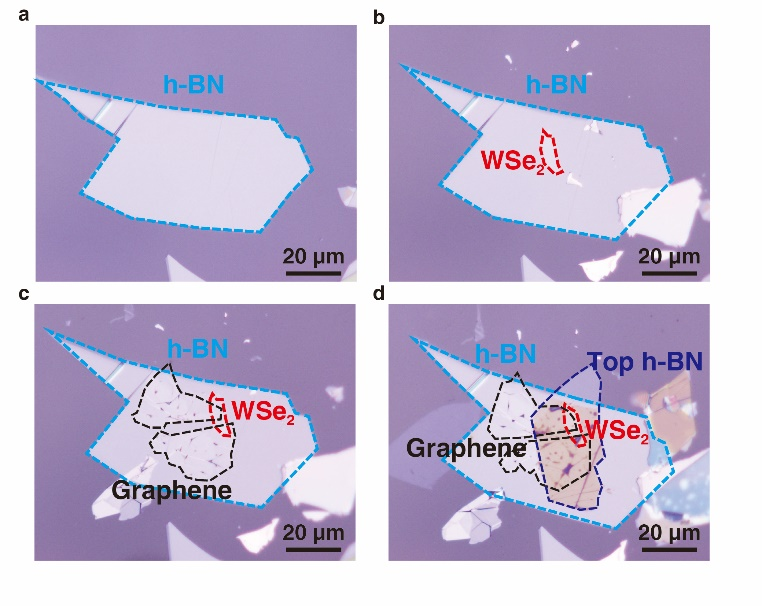 a
h-BN
20 μm
b
h-BN
WSe₂
20 μm
c
h-BN
WSe₂
Graphene
20 μm
d
h-BN
Top h-BN
WSe₂
Graphene
20 μm